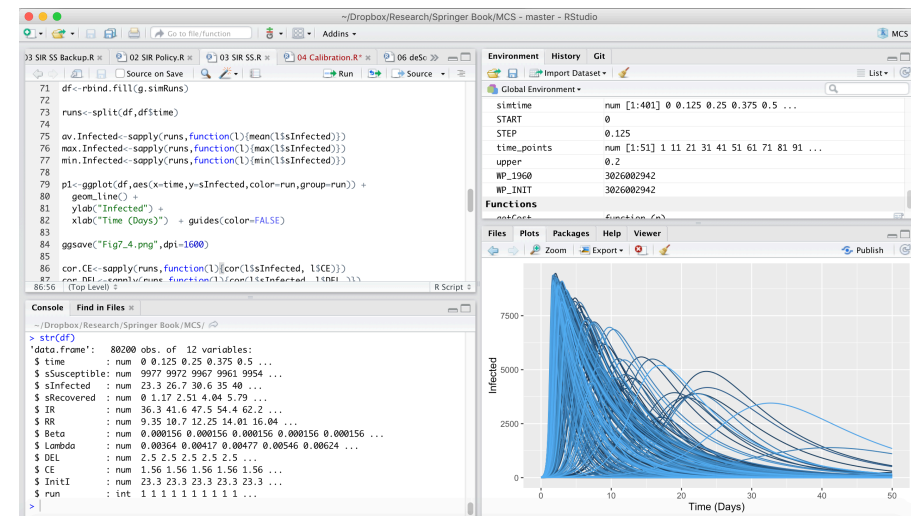 ~/Dropbox/Research/Springer Book/MCS - master - RStudio
Go to file/function
Addins
MCS
03 SIR SS Backup.R
02 SIR Policy.R
03 SIR SS.R
04 Calibration.R*
06 deSc
Source on Save
Run
Source
71 df<-rbind.fill(g.simRuns)
72
73 runs<-split(df,df$time)
74
75 av.Infected<-sapply(runs,function(l){mean(l$sInfected)})
76 max.Infected<-sapply(runs,function(l){max(l$sInfected)})
77 min.Infected<-sapply(runs,function(l){min(l$sInfected)})
78
79 p1<-ggplot(df,aes(x=time,y=sInfected,color=run,group=run)) +
80 geom_line() +
81 ylab("Infected") +
82 xlab("Time (Days)") + guides(color=FALSE)
83
84 ggsave("Fig7_4.png",dpi=1600)
85
86 cor.CE<-sapply(runs,function(l){cor(l$sInfected, l$CE)})
87 cor.DEL<-sapply(runs,function(l){cor(l$sInfected, l$DEL )})
86:56 (Top Level) R Script
Console Find in Files
~/Dropbox/Research/Springer Book/MCS/
> str(df)
'data.frame': 80200 obs. of 12 variables:
$ time : num 0 0.125 0.25 0.375 0.5 ...
$ sSusceptible: num 9977 9972 9967 9961 9954 ...
$ sInfected : num 23.3 26.7 30.6 35 40 ...
$ sRecovered : num 0 1.17 2.51 4.04 5.79 ...
$ IR : num 36.3 41.6 47.5 54.4 62.2 ...
$ RR : num 9.35 10.7 12.25 14.01 16.04 ...
$ Beta : num 0.000156 0.000156 0.000156 0.000156 0.000156 ...
$ Lambda : num 0.00364 0.00417 0.00477 0.00546 0.00624 ...
$ DEL : num 2.5 2.5 2.5 2.5 2.5 ...
$ CE : num 1.56 1.56 1.56 1.56 1.56 ...
$ InitI : num 23.3 23.3 23.3 23.3 23.3 ...
$ run : int 1 1 1 1 1 1 1 1 1 1 ...
>
Environment History Git
Import Dataset
List
Global Environment
simtime num [1:401] 0 0.125 0.25 0.375 0.5 ...
START 0
STEP 0.125
time_points num [1:51] 1 11 21 31 41 51 61 71 81 91 ...
upper 0.2
WP_1960 3026002942
WP_INIT 3026002942
Functions
getCost function (p)
Files Plots Packages Help Viewer
Zoom Export Publish
7500
5000
2500
0
Infected
0 10 20 30 40 50
Time (Days)